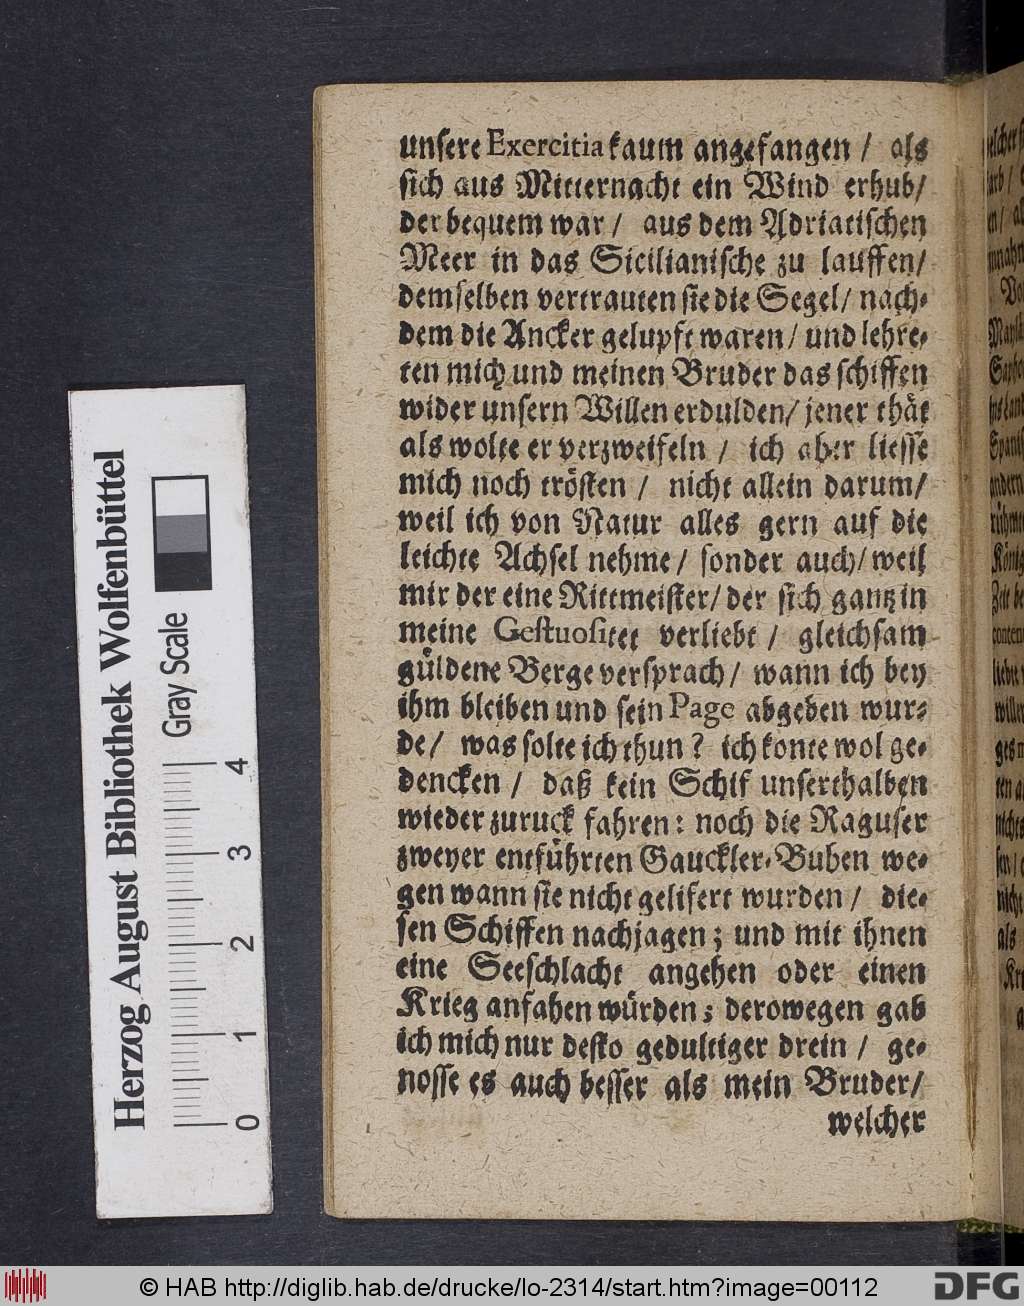 unsere Exercitia kaum angefangen / als
sich aus Mitternacht ein Wind erhub/
der bequem war / aus dem Adriatischen
Meer in das Sicilianische zu lauffen/
demselben vertrauten sie die Segel/ nach-
dem die Ancker gelupft waren/ und lehre-
ten mich und meinen Bruder das schiffen
wider unsern Willen erdulden/ jener thät
als wolte er verzweifeln / ich aber liesse
mich noch trösten / nicht allein darum/
weil ich von Natur alles gern auf die
leichte Achsel nehme / sonder auch/ weil
mir der eine Rittmeister/ der sich gantz in
meine Gestuositet verliebt / gleichsam
güldene Berge versprach/ wann ich bey
ihm bleiben und sein Page abgeben wur-
de/ was solte ich thun? ich konte wol ge-
dencken / daß kein Schif unserthalben
wieder zuruck fahren: noch die Raguser
zweyer entführten Gauckler-Buben we-
gen wann sie nicht gelifert wurden / die-
sen Schiffen nachjagen; und mit ihnen
eine Seeschlacht angehen oder einen
Krieg anfahen würden; derowegen gab
ich mich nur desto gedultiger drein / ge-
nosse es auch besser als mein Bruder/
welcher
Herzog August Bibliothek Wolfenbüttel
Gray Scale
0 1 2 3 4
© HAB http://diglib.hab.de/drucke/lo-2314/start.htm?image=00112
DFG